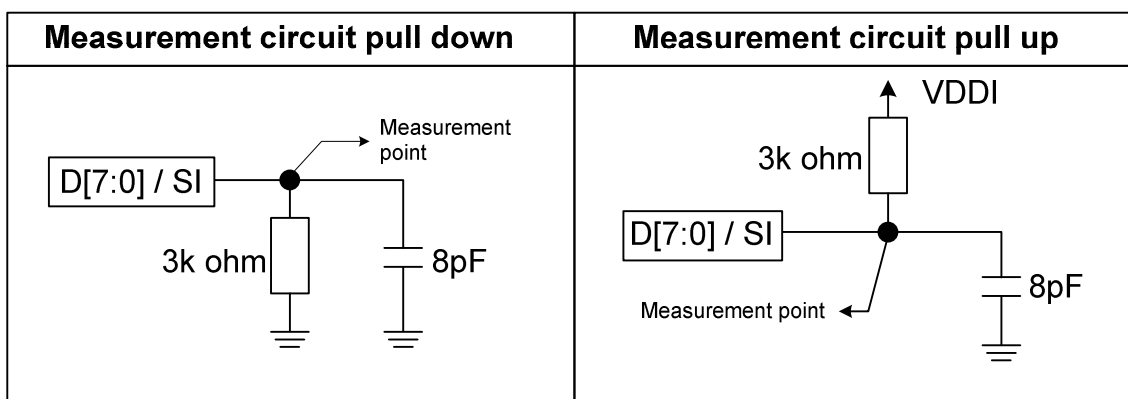 Measurement circuit pull down
Measurement
point
D[7:0] / SI
3k ohm
8pF
Measurement circuit pull up
VDDI
3k ohm
D[7:0] / SI
8pF
Measurement point